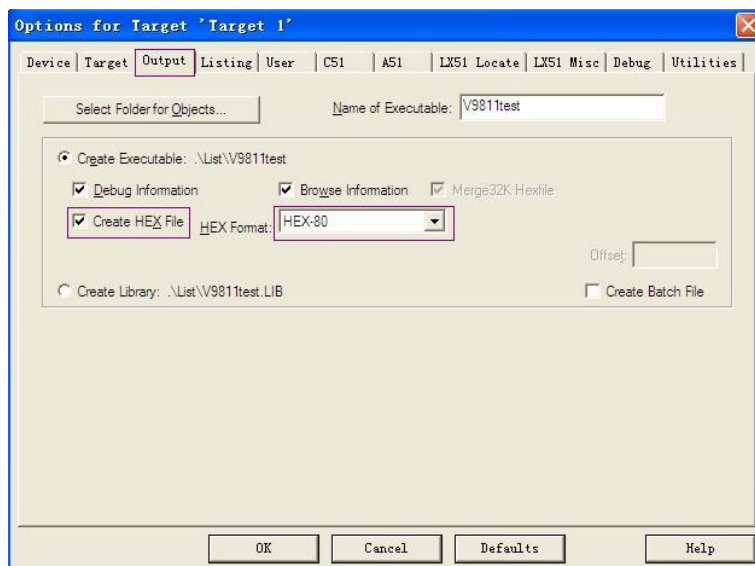 Options for Target 'Target 1'
Device Target Output Listing User C51 A51 LX51 Locate LX51 Misc Debug Utilities
Select Folder for Objects... Name of Executable: V9811test
Create Executable: .\List\V9811test
Debug Information Browse Information Merge32K Hexfile
Create HEX File HEX Format: HEX-80
Offset:
Create Library: .\List\V9811test.LIB Create Batch File
OK Cancel Defaults Help